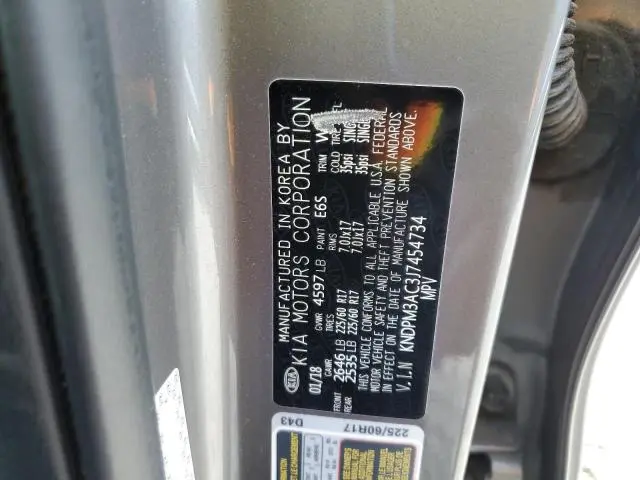 MANUFACTURED IN KOREA BY
KIA MOTORS CORPORATION
KIA
01/18 GVWR 4597 LB PAINT E6S TRIM
GAWR TIRES RIMS COLD TIRE
FRONT 2646 LB 225/60 R17 7.0JX17 35psi
REAR 2535 LB 225/60 R17 7.0JX17 35psi
THIS VEHICLE CONFORMS TO ALL APPLICABLE U.S.A. FEDERAL
MOTOR VEHICLE SAFETY AND THEFT PREVENTION STANDARDS
IN EFFECT ON THE DATE OF MANUFACTURE SHOWN ABOVE.
V.I.N KNDPM3AC3J7454734
MPV
D43
225/60R17